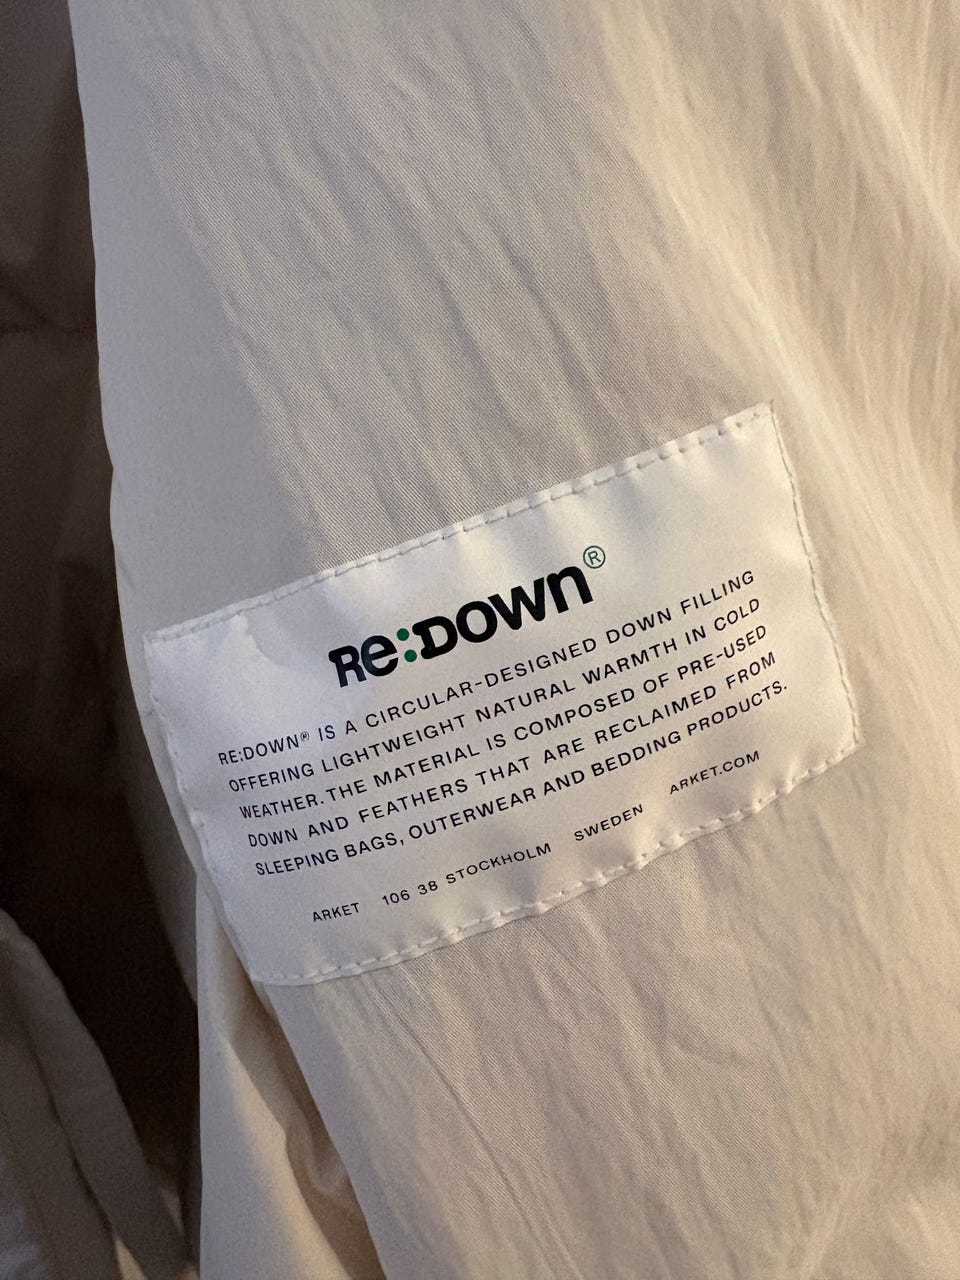 Re:DOWn®
RE:DOWN® IS A CIRCULAR-DESIGNED DOWN FILLING
OFFERING LIGHTWEIGHT NATURAL WARMTH IN COLD
WEATHER. THE MATERIAL IS COMPOSED OF PRE-USED
DOWN AND FEATHERS THAT ARE RECLAIMED FROM
SLEEPING BAGS, OUTERWEAR AND BEDDING PRODUCTS.
ARKET 106 38 STOCKHOLM SWEDEN ARKET.COM